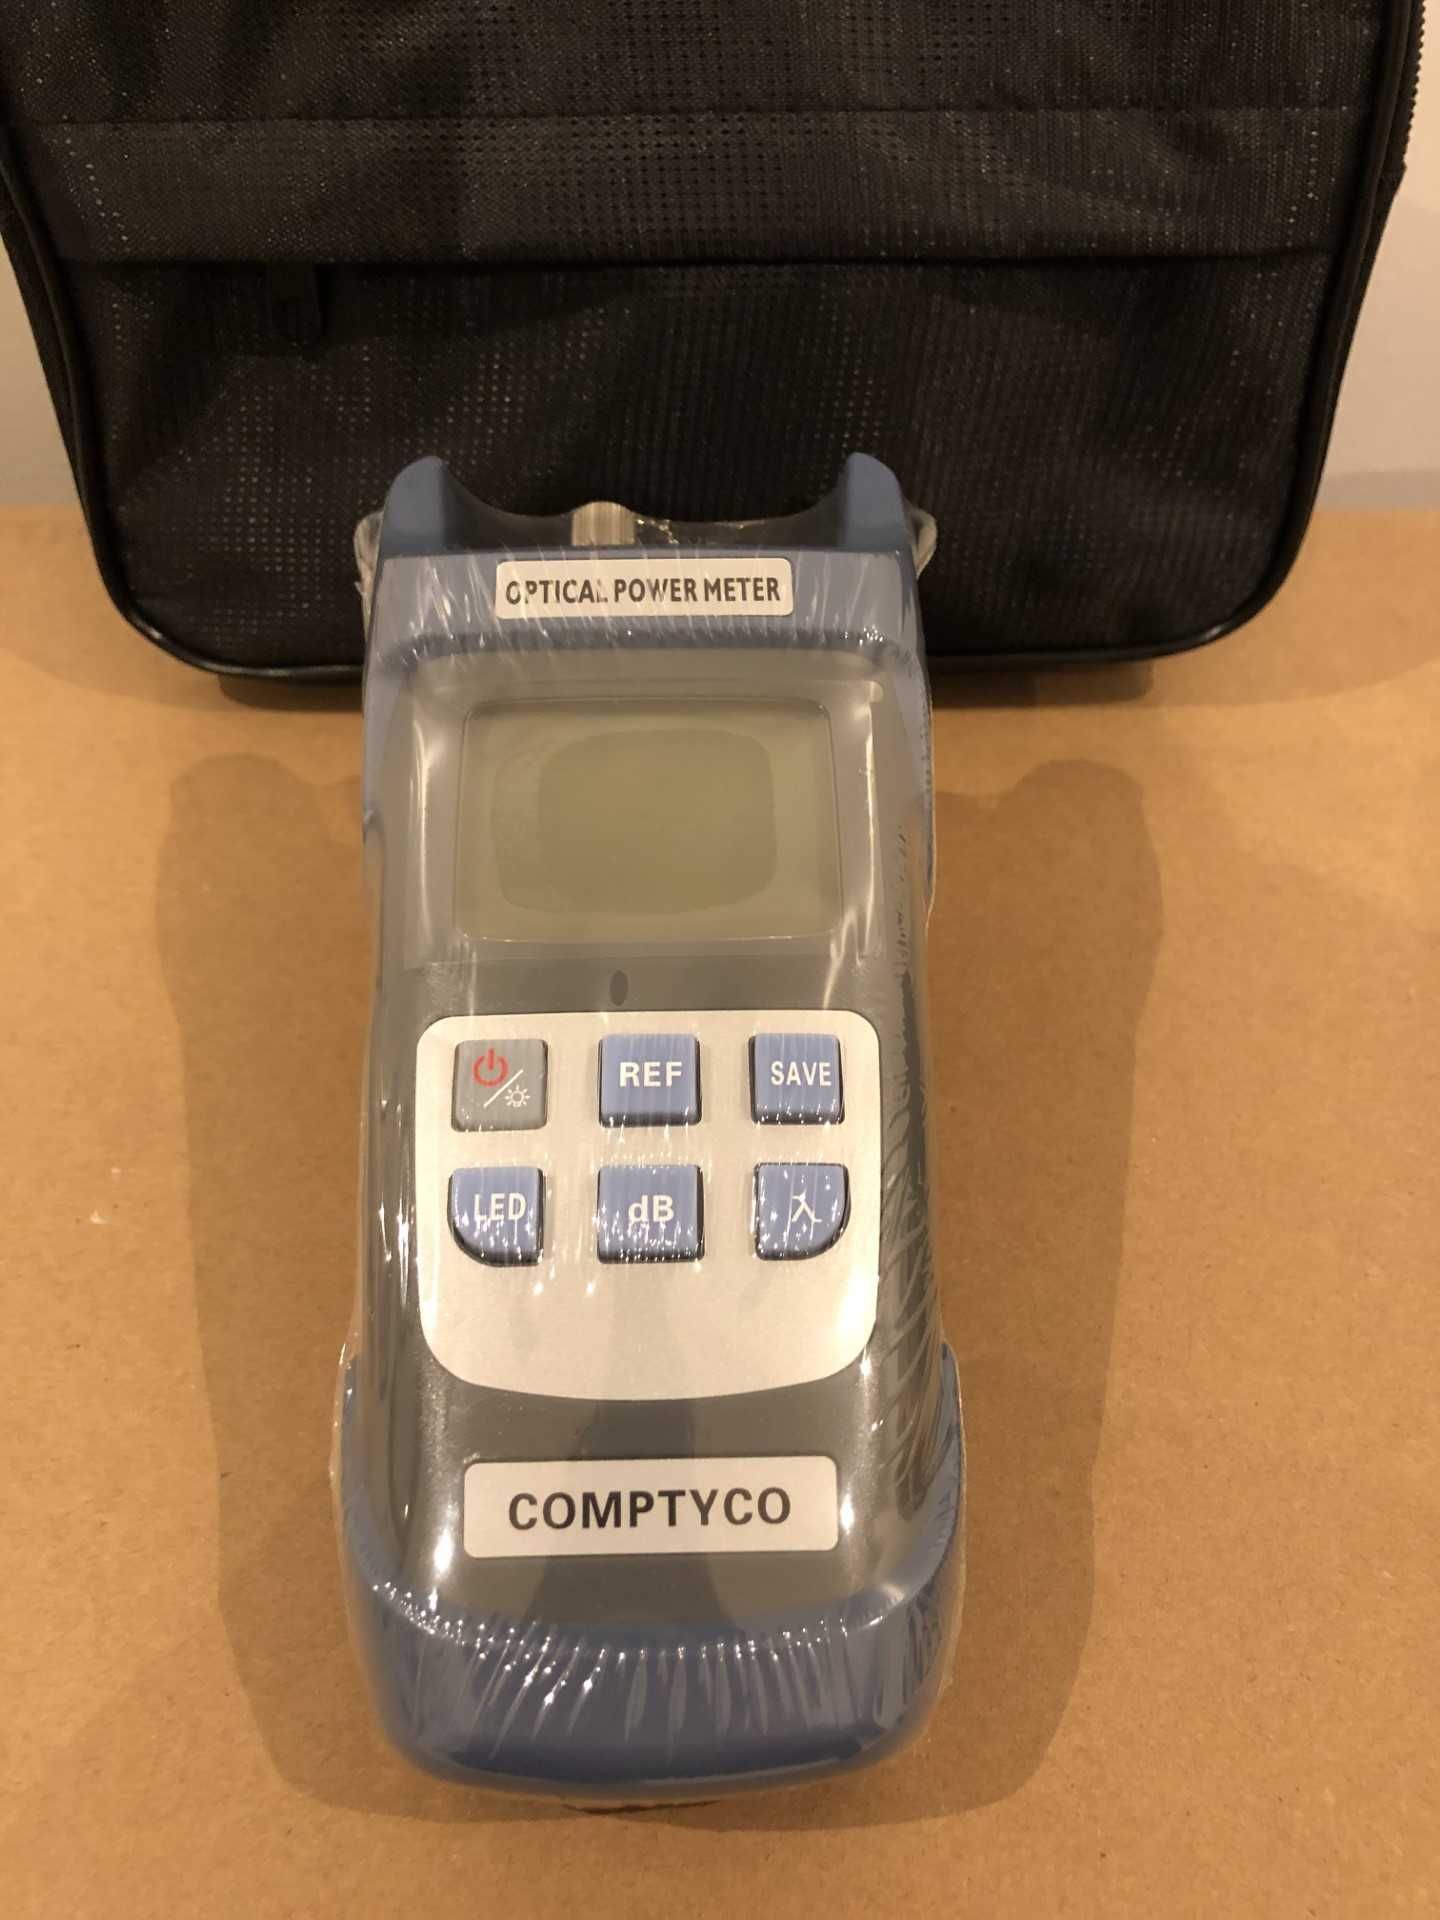 OPTICAL POWER METER
REF SAVE
LED dB λ
COMPTYCO